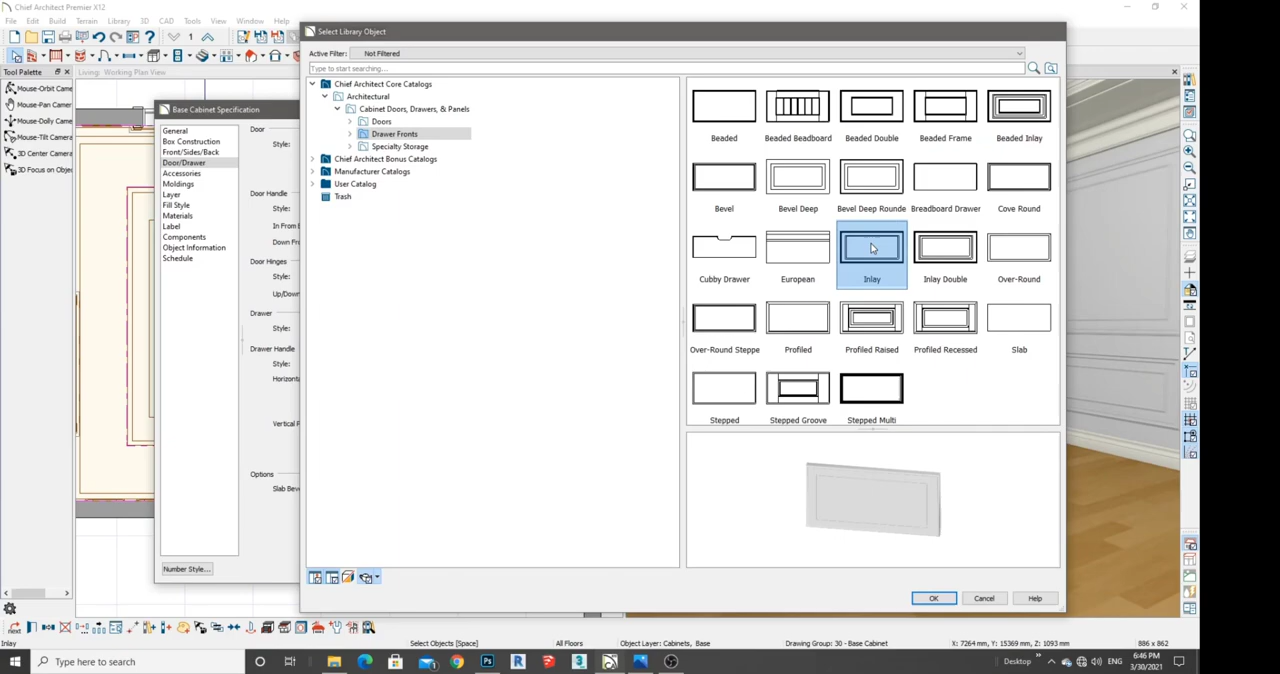 Chief Architect Premier X12
File Edit Build Terrain Library 3D CAD Tools View Window Help
1
Tool Palette
Living: Working Plan View
Mouse-Orbit Came
Mouse-Pan Camer
Mouse-Dolly Came
Mouse-Tilt Camera
3D Center Camera
3D Focus on Objec
Base Cabinet Specification
General
Box Construction
Front/Sides/Back
Door/Drawer
Accessories
Moldings
Layer
Fill Style
Materials
Label
Components
Object Information
Schedule
Number Style...
Door
Style:
Door Handle
Style:
In From E
Down Fro
Door Hinges
Style:
Up/Down
Drawer
Style:
Drawer Handle
Style:
Horizonta
Vertical P
Options
Slab Beve
Select Library Object
Active Filter: Not Filtered
Type to start searching...
Chief Architect Core Catalogs
Architectural
Cabinet Doors, Drawers, & Panels
Doors
Drawer Fronts
Specialty Storage
Chief Architect Bonus Catalogs
Manufacturer Catalogs
User Catalog
Trash
Beaded Beaded Beadboard Beaded Double Beaded Frame Beaded Inlay
Bevel Bevel Deep Bevel Deep Rounde Breadboard Drawer Cove Round
Cubby Drawer European Inlay Inlay Double Over-Round
Over-Round Steppe Profiled Profiled Raised Profiled Recessed Slab
Stepped Stepped Groove Stepped Multi
OK Cancel Help
next
Inlay Select Objects [Space] All Floors Object Layer: Cabinets, Base Drawing Group: 30 - Base Cabinet X: 7264 mm, Y: 15369 mm, Z: 1093 mm 886 x 862
Type here to search
Desktop ENG 6:46 PM
3/30/2021